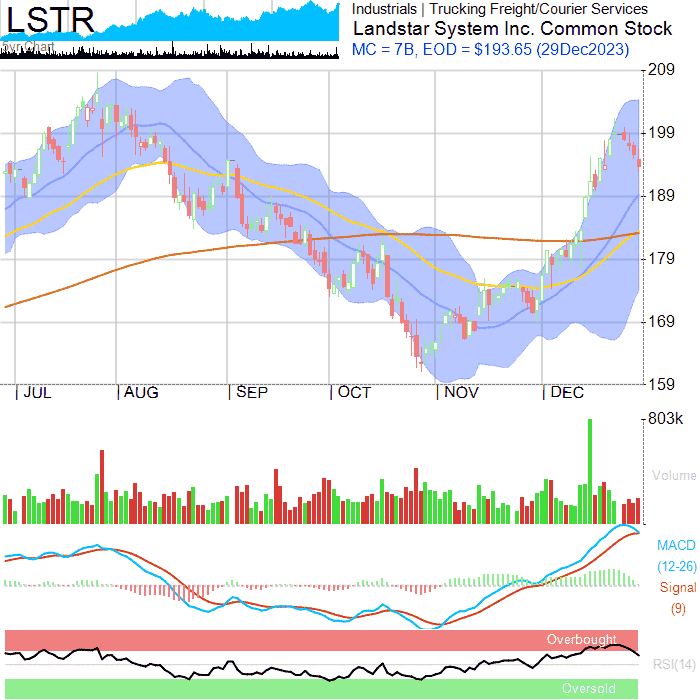 LSTR
Industrials | Trucking Freight/Courier Services
Landstar System Inc. Common Stock
5yr Chart
MC = 7B, EOD = $193.65 (29Dec2023)
209
199
189
179
169
159
|JUL |AUG |SEP |OCT |NOV |DEC
803k
Volume
MACD
(12-26)
Signal
(9)
Overbought
RSI(14)
Oversold